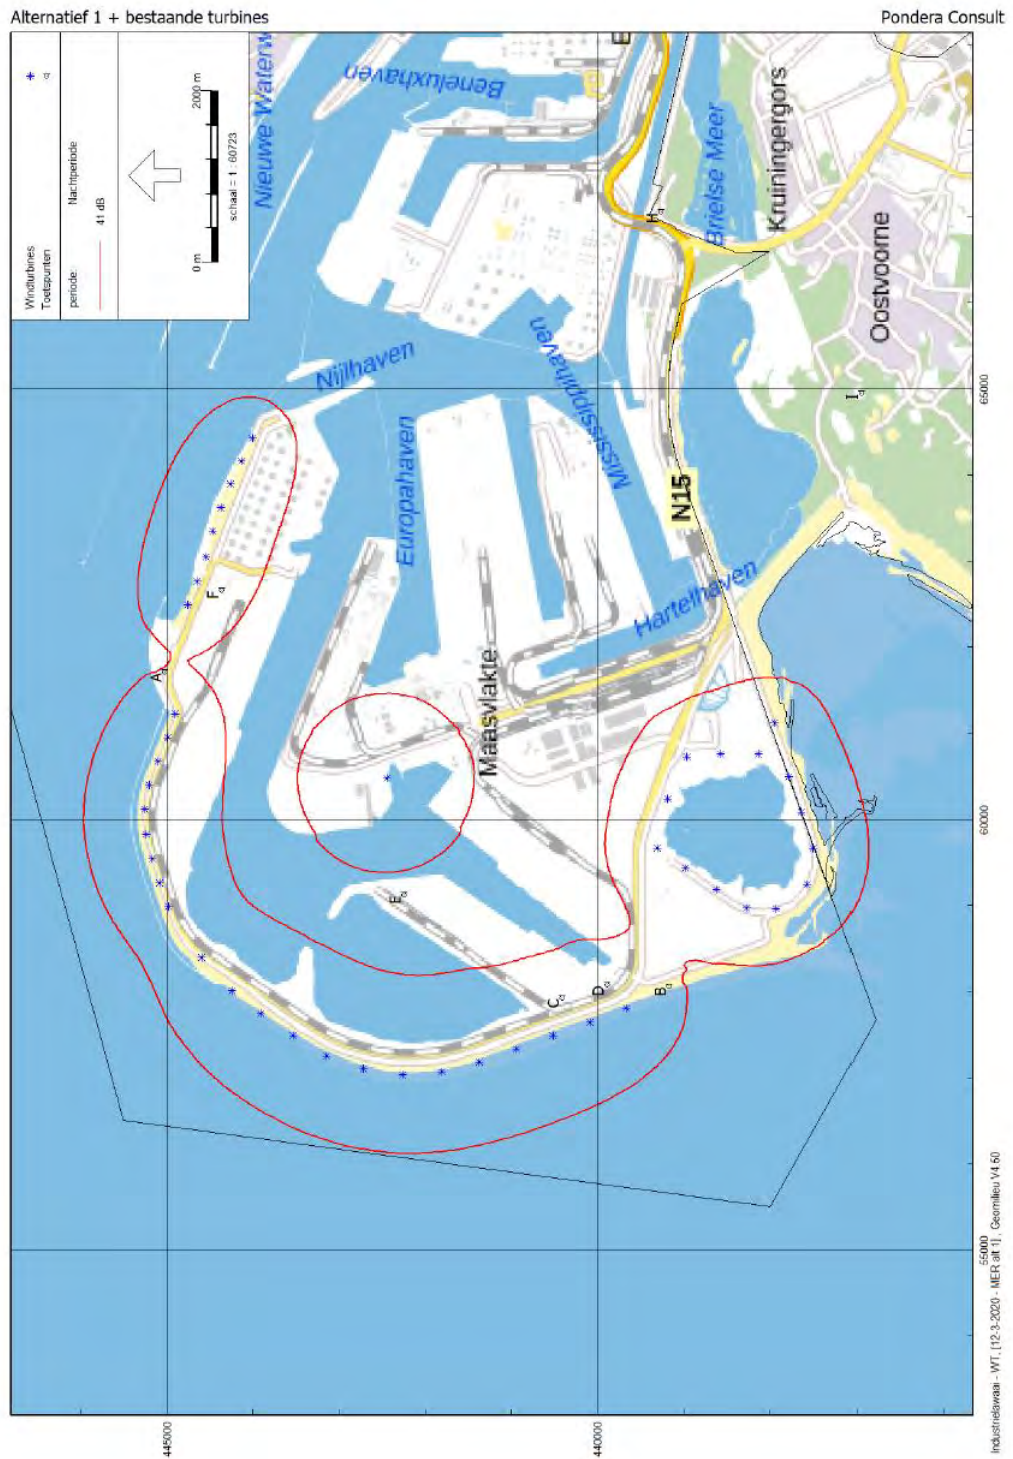 Alternatief 1 + bestaande turbines
Pondera Consult
Windturbines
Toetspunten
periode:
Nachtperiode
41 dB
0 m
2000 m
schaal = 1 : 60723
Nieuwe Waterw
Beneluxhaven
E
Brielse Meer
Kruiningergors
Oostvoorne
Nijlhaven
Mississippihaven
Europahaven
N15
Hartelhaven
Maasvlakte
A
B
C
D
E
F
H
I
65000
60000
55000
445000
440000
Industrielawaai - WT, [12-3-2020 - MER alt 1] , Geomilieu V4.60